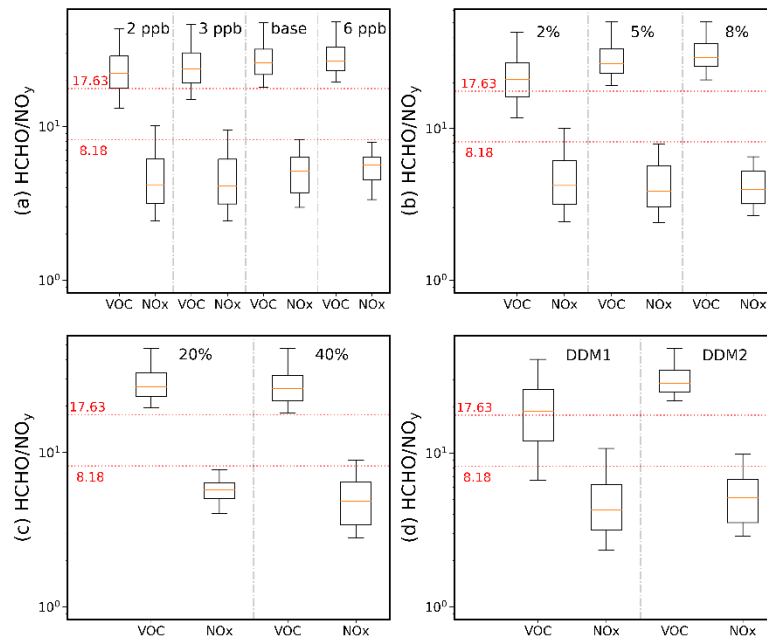 2 ppb 3 ppb base 6 ppb
17.63
10¹
8.18
(a) HCHO/NOy
10⁰
VOC NOx VOC NOx VOC NOx VOC NOx
2% 5% 8%
17.63
10¹
8.18
(b) HCHO/NOy
10⁰
VOC NOx VOC NOx VOC NOx
20% 40%
17.63
10¹
8.18
(c) HCHO/NOy
10⁰
VOC NOx VOC NOx
DDM1 DDM2
17.63
10¹
8.18
(d) HCHO/NOy
10⁰
VOC NOx VOC NOx